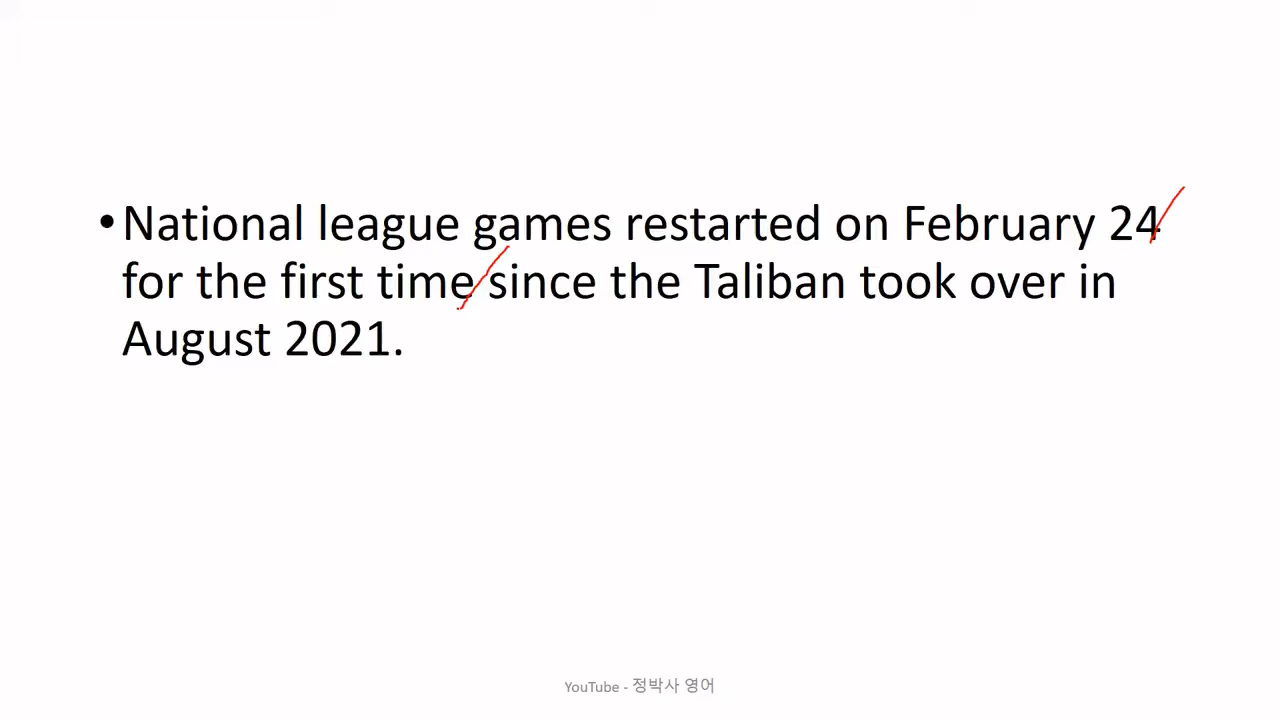 •National league games restarted on February 24
for the first time since the Taliban took over in
August 2021.
YouTube - 정박사 영어